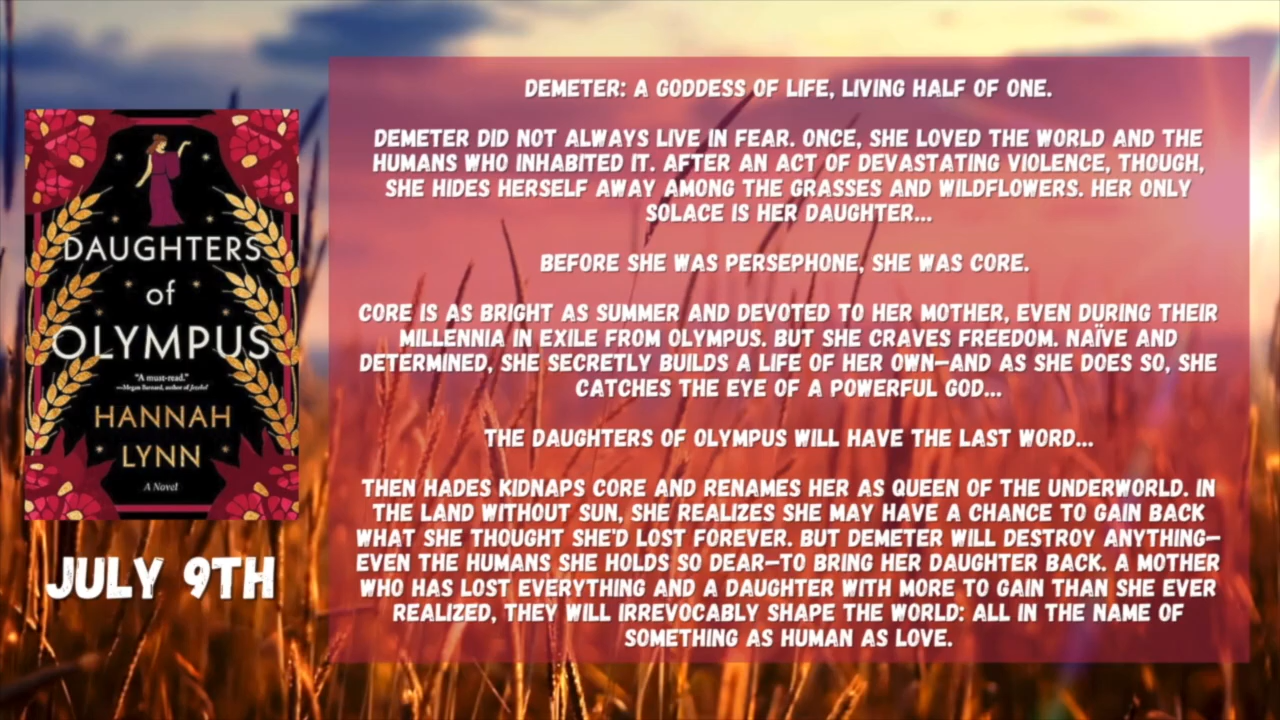 DAUGHTERS
of
OLYMPUS
"A must-read."
—Megan Barnard, author of Jezebel
HANNAH
LYNN
A Novel
JULY 9TH
DEMETER: A GODDESS OF LIFE, LIVING HALF OF ONE.
DEMETER DID NOT ALWAYS LIVE IN FEAR. ONCE, SHE LOVED THE WORLD AND THE
HUMANS WHO INHABITED IT. AFTER AN ACT OF DEVASTATING VIOLENCE, THOUGH,
SHE HIDES HERSELF AWAY AMONG THE GRASSES AND WILDFLOWERS. HER ONLY
SOLACE IS HER DAUGHTER...
BEFORE SHE WAS PERSEPHONE, SHE WAS CORE.
CORE IS AS BRIGHT AS SUMMER AND DEVOTED TO HER MOTHER, EVEN DURING THEIR
MILLENNIA IN EXILE FROM OLYMPUS. BUT SHE CRAVES FREEDOM. NAÏVE AND
DETERMINED, SHE SECRETLY BUILDS A LIFE OF HER OWN—AND AS SHE DOES SO, SHE
CATCHES THE EYE OF A POWERFUL GOD...
THE DAUGHTERS OF OLYMPUS WILL HAVE THE LAST WORD...
THEN HADES KIDNAPS CORE AND RENAMES HER AS QUEEN OF THE UNDERWORLD. IN
THE LAND WITHOUT SUN, SHE REALIZES SHE MAY HAVE A CHANCE TO GAIN BACK
WHAT SHE THOUGHT SHE'D LOST FOREVER. BUT DEMETER WILL DESTROY ANYTHING—
EVEN THE HUMANS SHE HOLDS SO DEAR—TO BRING HER DAUGHTER BACK. A MOTHER
WHO HAS LOST EVERYTHING AND A DAUGHTER WITH MORE TO GAIN THAN SHE EVER
REALIZED, THEY WILL IRREVOCABLY SHAPE THE WORLD: ALL IN THE NAME OF
SOMETHING AS HUMAN AS LOVE.